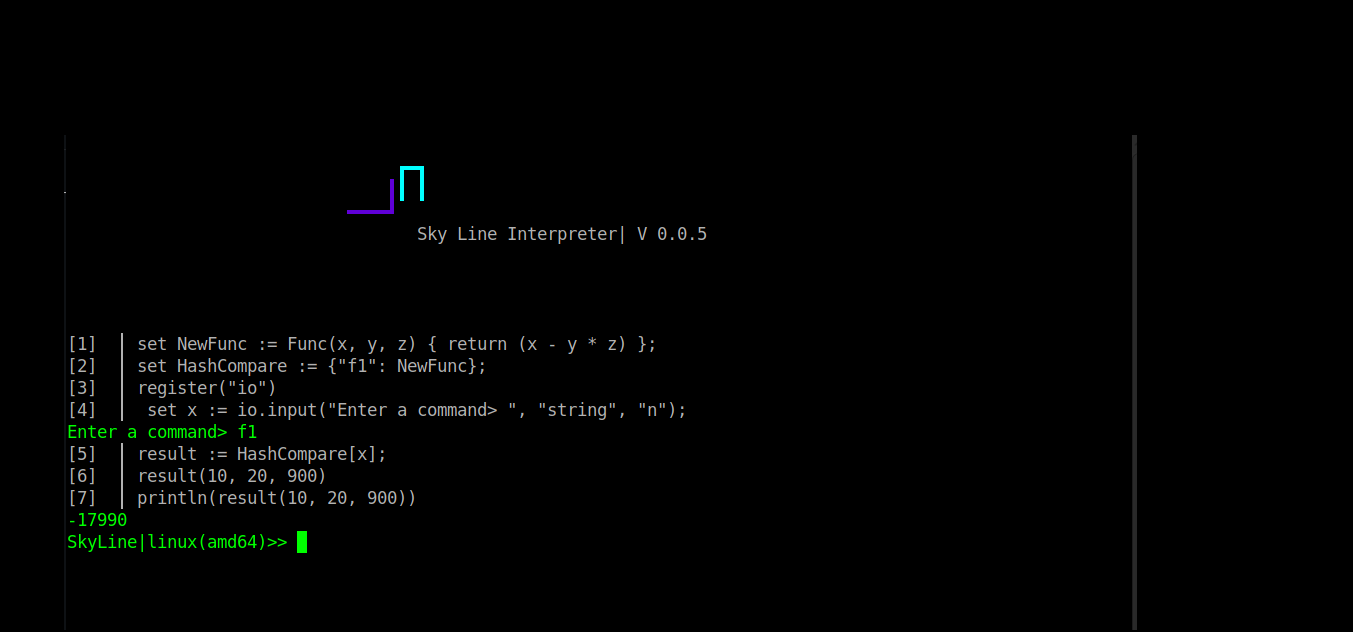 Sky Line Interpreter| V 0.0.5
[1] │ set NewFunc := Func(x, y, z) { return (x - y * z) };
[2] │ set HashCompare := {"f1": NewFunc};
[3] │ register("io")
[4] │  set x := io.input("Enter a command> ", "string", "n");
Enter a command> f1
[5] │ result := HashCompare[x];
[6] │ result(10, 20, 900)
[7] │ println(result(10, 20, 900))
-17990
SkyLine|linux(amd64)>>